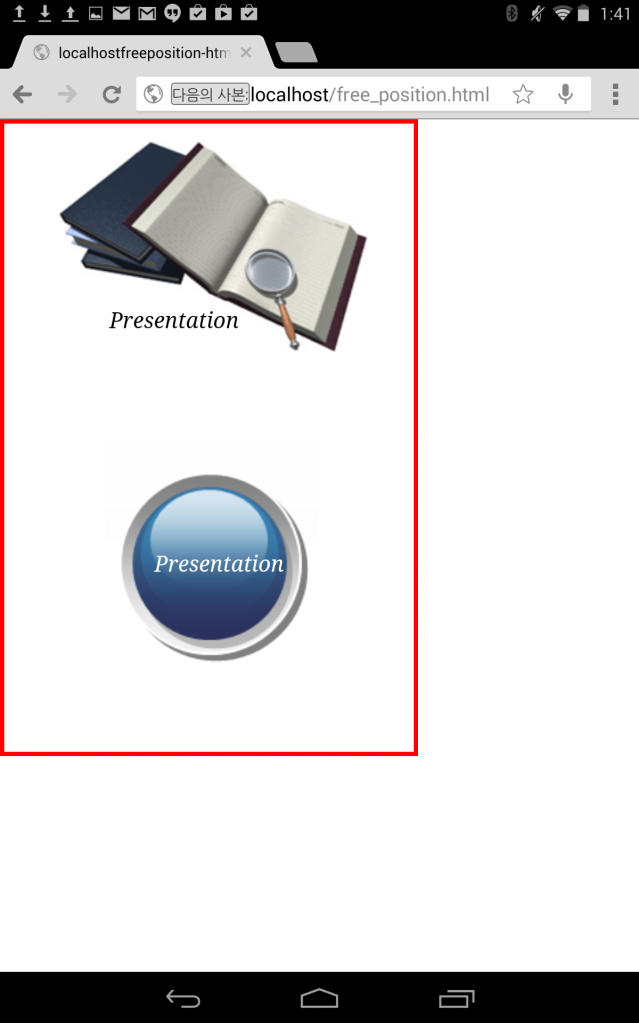 1:41
localhostfreeposition-htm
다음의 사본:localhost/free_position.html
Presentation
Presentation